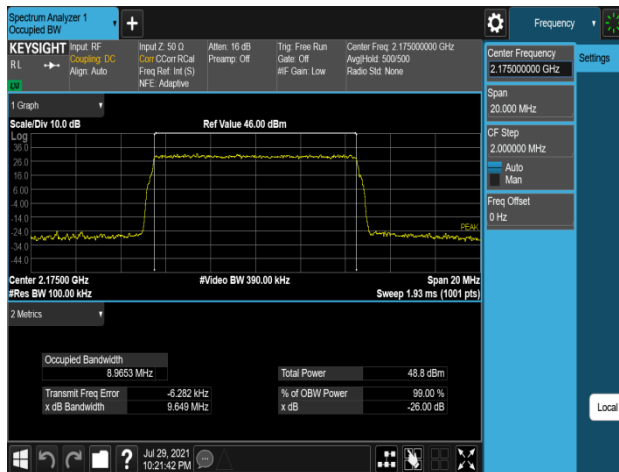 Spectrum Analyzer 1
Occupied BW
Frequency
KEYSIGHT
Input: RF
Coupling: DC
Align: Auto
RL
Input Z: 50 Ω
Corr CCorr RCal
Freq Ref: Int (S)
NFE: Adaptive
Atten: 16 dB
Preamp: Off
Trig: Free Run
Gate: Off
#IF Gain: Low
Center Freq: 2.175000000 GHz
Avg|Hold: 500/500
Radio Std: None
Center Frequency
2.175000000 GHz
Settings
Span
20.000 MHz
CF Step
2.000000 MHz
Auto
Man
Freq Offset
0 Hz
1 Graph
Scale/Div 10.0 dB
Ref Value 46.00 dBm
Log
36.0
26.0
16.0
6.00
-4.00
-14.0
-24.0
-34.0
-44.0
PEAK
Center 2.17500 GHz
#Video BW 390.00 kHz
Span 20 MHz
#Res BW 100.00 kHz
Sweep 1.93 ms (1001 pts)
2 Metrics
Occupied Bandwidth
8.9653 MHz
Total Power 48.8 dBm
Transmit Freq Error -6.282 kHz
% of OBW Power 99.00 %
x dB Bandwidth 9.649 MHz
x dB -26.00 dB
Local
?
Jul 29, 2021
10:21:42 PM